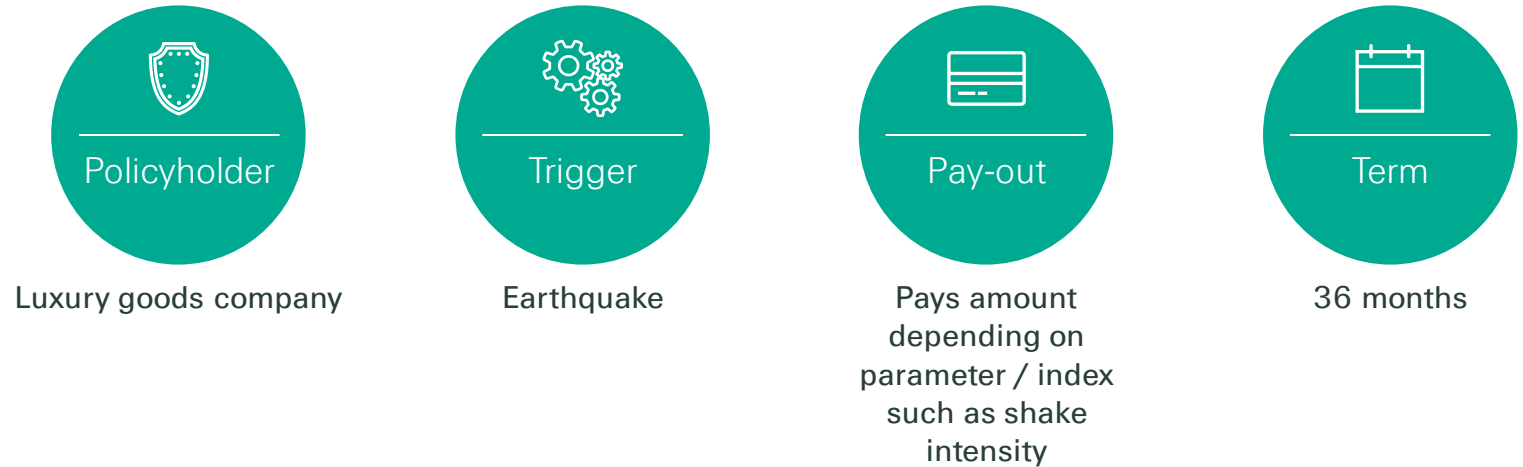 Policyholder
Luxury goods company
Trigger
Earthquake
Pay-out
Pays amount
depending on
parameter / index
such as shake
intensity
Term
36 months